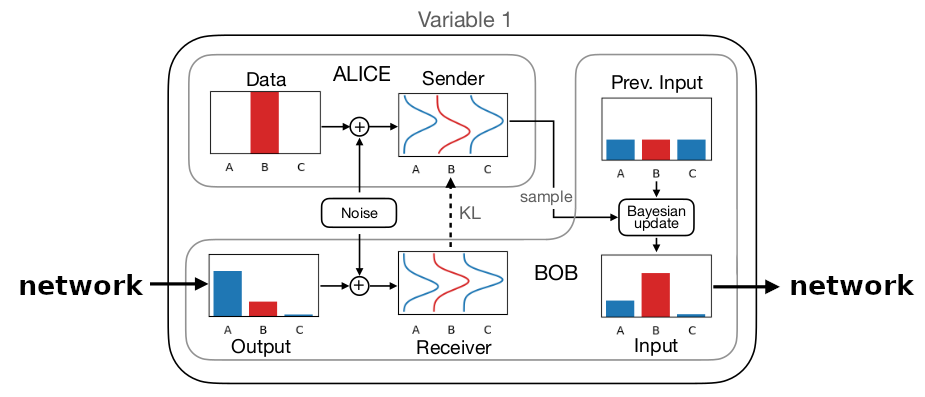 Variable 1
Data
ALICE
Sender
Prev. Input
A B C
A B C
A B C
sample
Noise
KL
Bayesian
update
BOB
network
network
A B C
A B C
A B C
Output
Receiver
Input